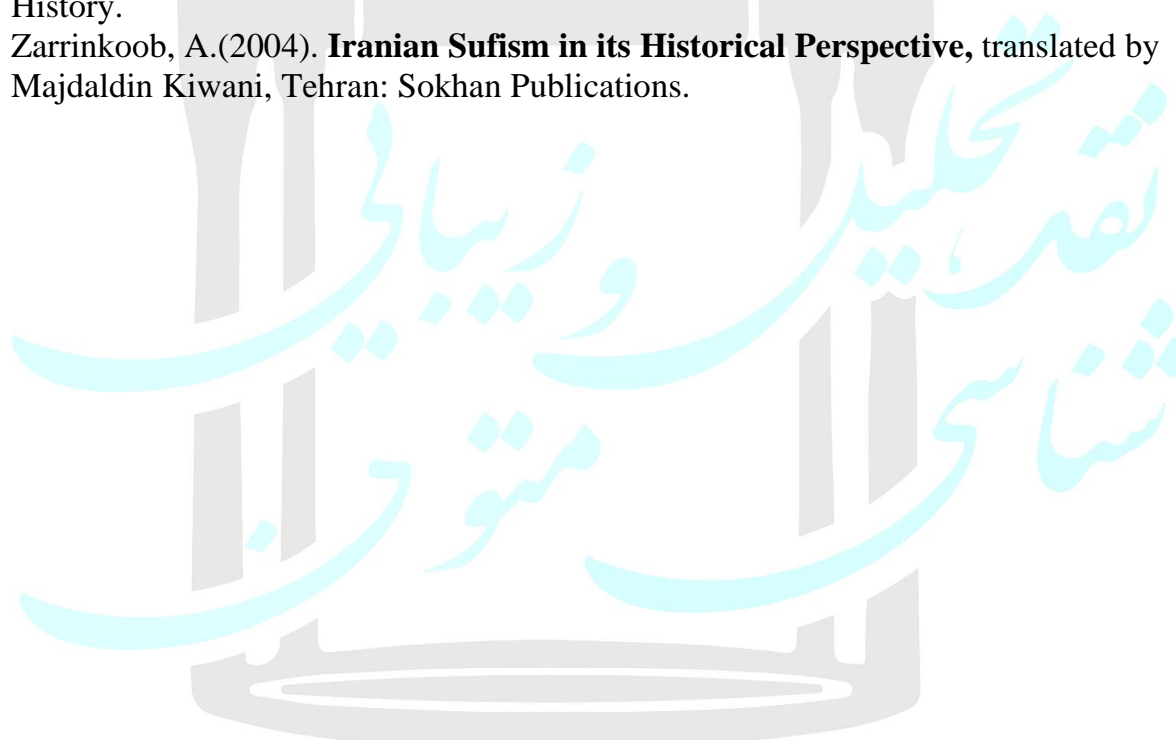 History.
Zarrinkoob, A.(2004). Iranian Sufism in its Historical Perspective, translated by
Majdaldin Kiwani, Tehran: Sokhan Publications.
نقد تحلیل و زیبایی
شناسی متون